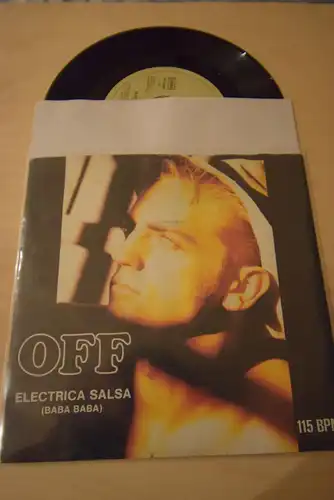 OFF
ELECTRICA SALSA
(BABA BABA)
115 BPM